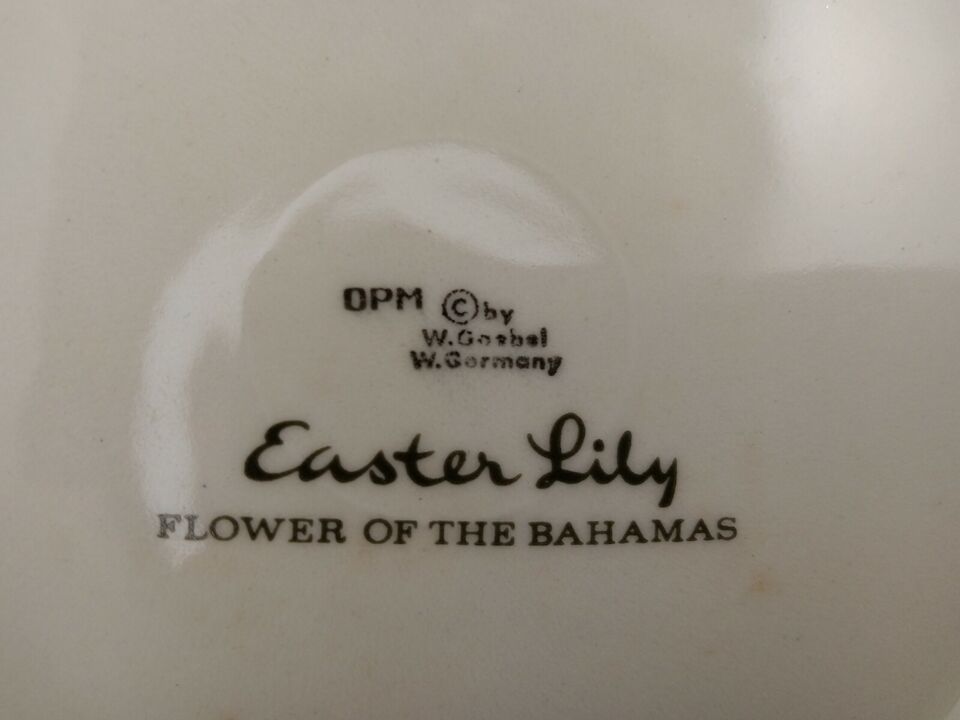 OPM © by
W. Goebel
W. Germany
Easter Lily
FLOWER OF THE BAHAMAS